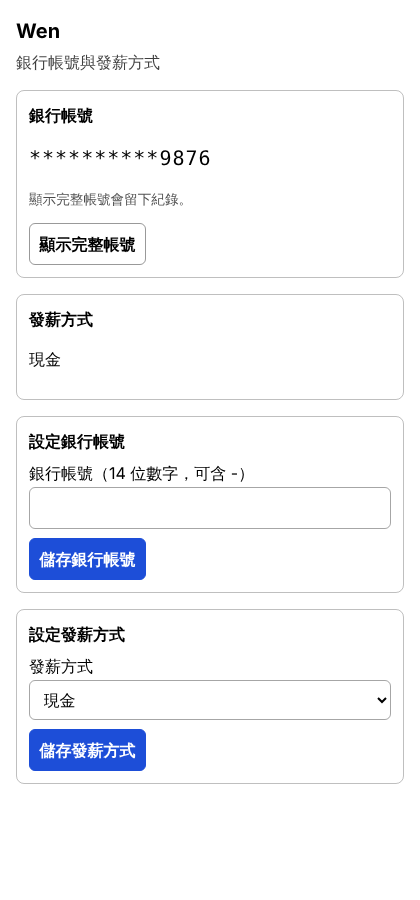 Wen
銀行帳號與發薪方式
銀行帳號
**********9876
顯示完整帳號會留下紀錄。
顯示完整帳號
發薪方式
現金
設定銀行帳號
銀行帳號（14 位數字，可含 -）
儲存銀行帳號
設定發薪方式
發薪方式
現金
儲存發薪方式